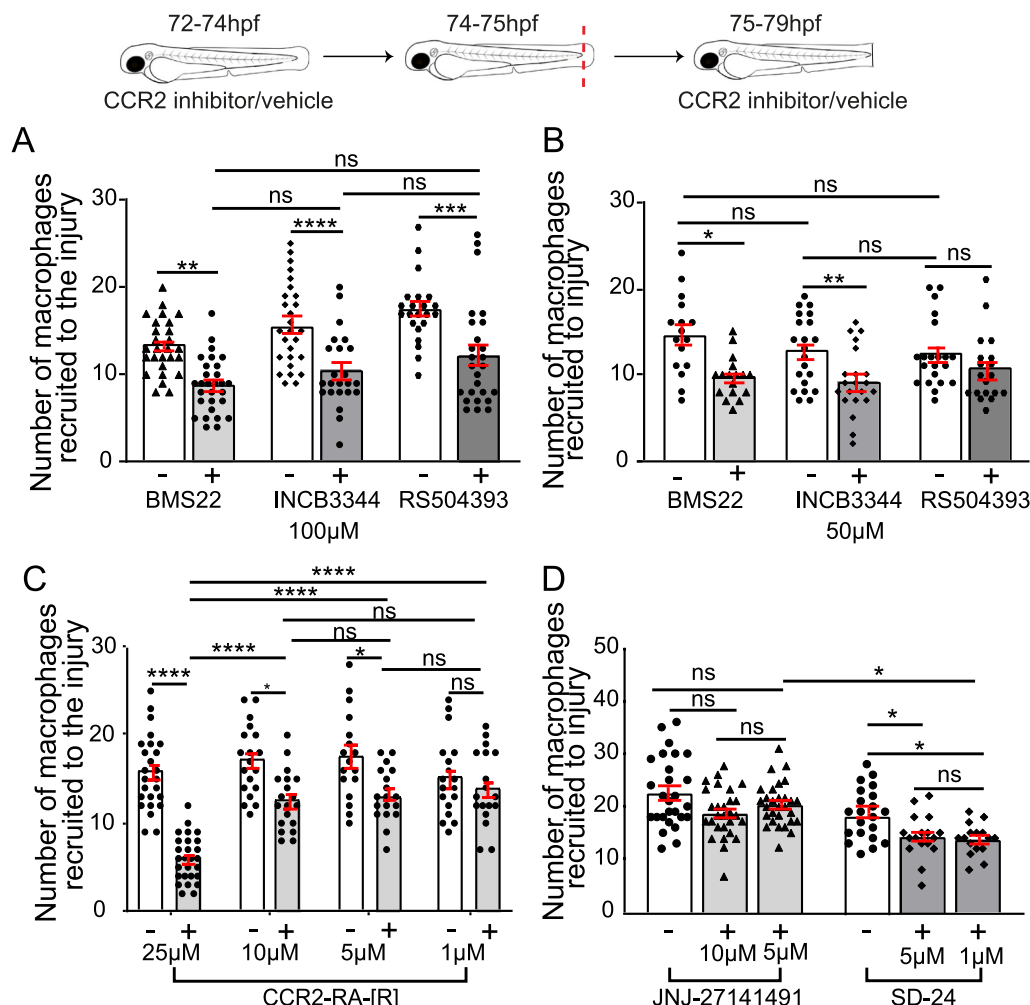 72-74hpf
74-75hpf
75-79hpf
CCR2 inhibitor/vehicle
CCR2 inhibitor/vehicle
A
Number of macrophages
recruited to the injury
30
20
10
0
ns
ns
ns
**
****
***
- + - + - +
BMS22 INCB3344 RS504393
100µM
B
Number of macrophages
recruited to injury
30
20
10
0
ns
ns
ns
ns
*
**
- + - + - +
BMS22 INCB3344 RS504393
50µM
C
Number of macrophages
recruited to the injury
30
20
10
0
****
****
ns
ns
****
ns
****
*
*
ns
- + - + - + - +
25µM 10µM 5µM 1µM
CCR2-RA-[R]
D
Number of macrophages
recruited to injury
50
40
30
20
10
0
ns
ns
ns
*
*
*
ns
- + + - + +
10µM 5µM 5µM 1µM
JNJ-27141491 SD-24